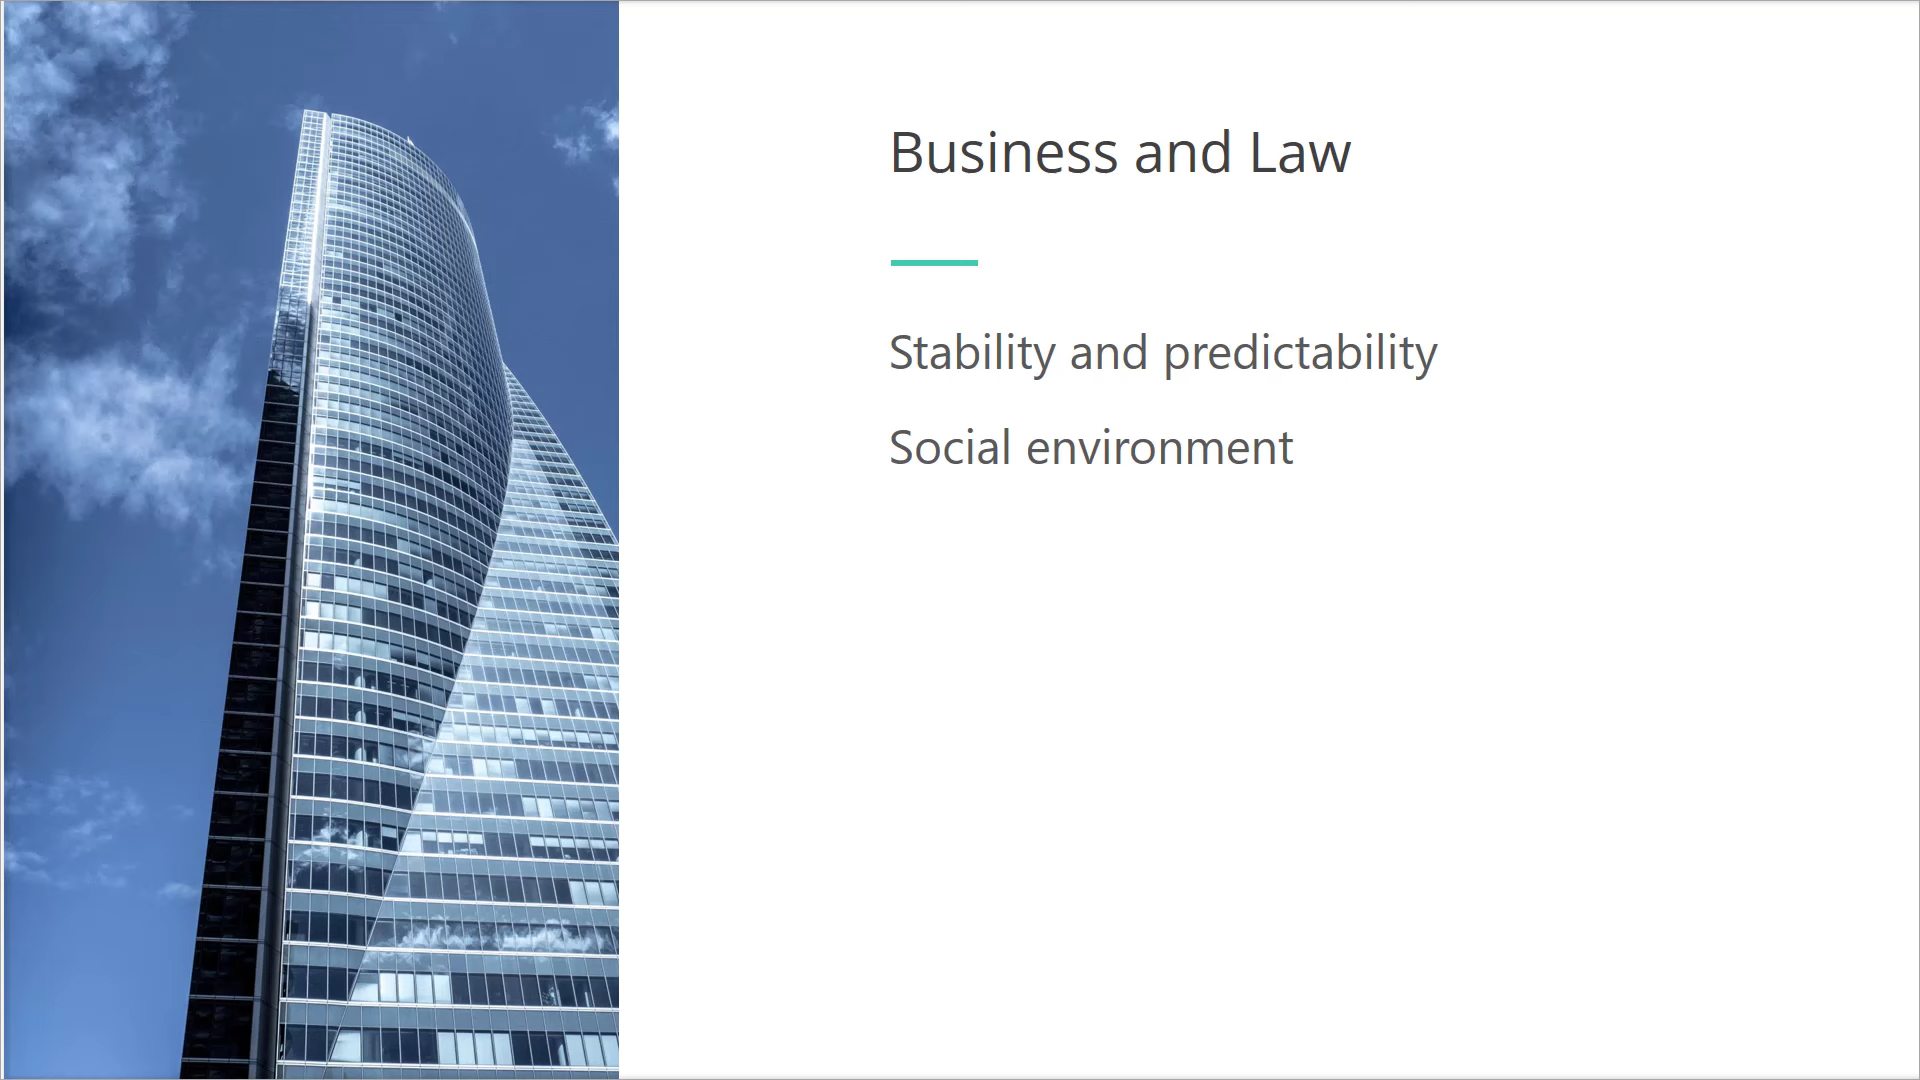 Business and Law
Stability and predictability
Social environment